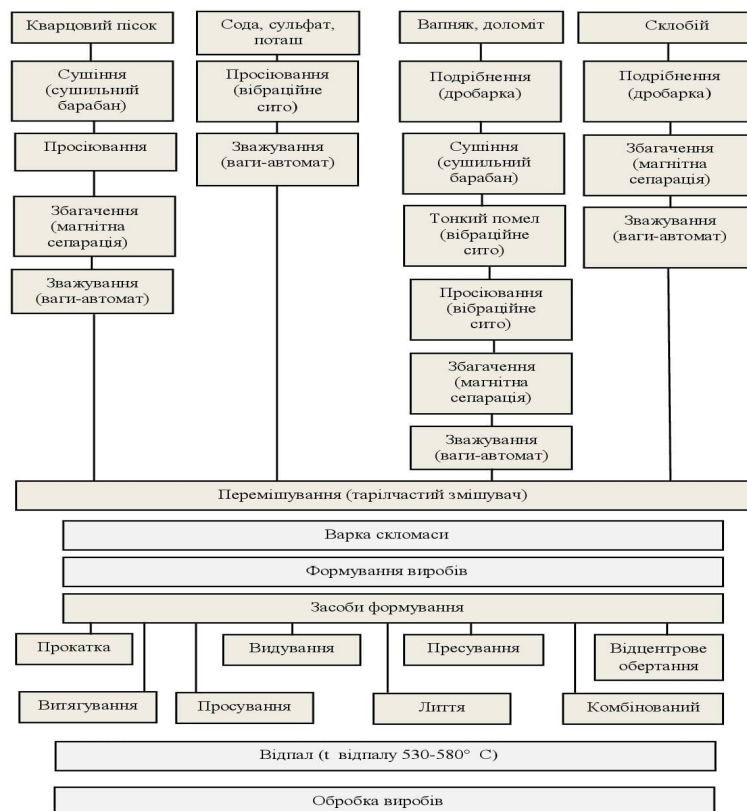 Кварцовий пісок
Сушіння
(сушильний
барабан)
Просіювання
Збагачення
(магнітна
сепарація)
Зважування
(ваги-автомат)
Сода, сульфат,
поташ
Просіювання
(вібраційне
сито)
Зважування
(ваги-автомат)
Вапняк, доломіт
Подрібнення
(дробарка)
Сушіння
(сушильний
барабан)
Тонкий помел
(вібраційне
сито)
Просіювання
(вібраційне
сито)
Збагачення
(магнітна
сепарація)
Зважування
(ваги-автомат)
Склобій
Подрібнення
(дробарка)
Збагачення
(магнітна
сепарація)
Зважування
(ваги-автомат)
Перемішування (тарілчастий змішувач)
Варка скломаси
Формування виробів
Засоби формування
Прокатка
Видування
Пресування
Відцентрове
обертання
Витягування
Просування
Лиття
Комбінований
Відпал (t відпалу 530-580° С)
Обробка виробів